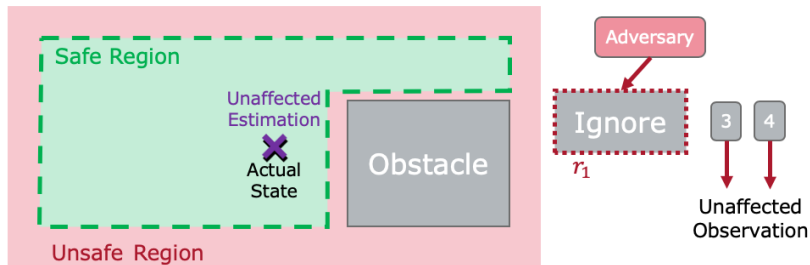 Safe Region
Unaffected
Estimation
Actual
State
Obstacle
Unsafe Region
Adversary
Ignore
r₁
3
4
Unaffected
Observation